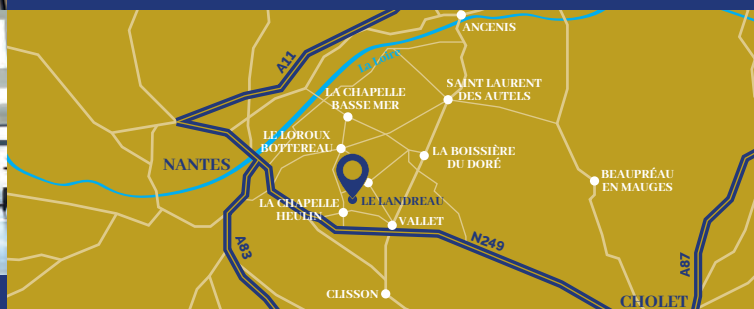 ANCENIS
A11
La Loire
SAINT LAURENT
DES AUTELS
LA CHAPELLE
BASSE MER
LE LOROUX
BOTTEREAU
LA BOISSIÈRE
DU DORÉ
NANTES
BEAUPRÉAU
EN MAUGES
LE LANDREAU
LA CHAPELLE
HEULIN
VALLET
A83
N249
A87
CLISSON
CHOLET